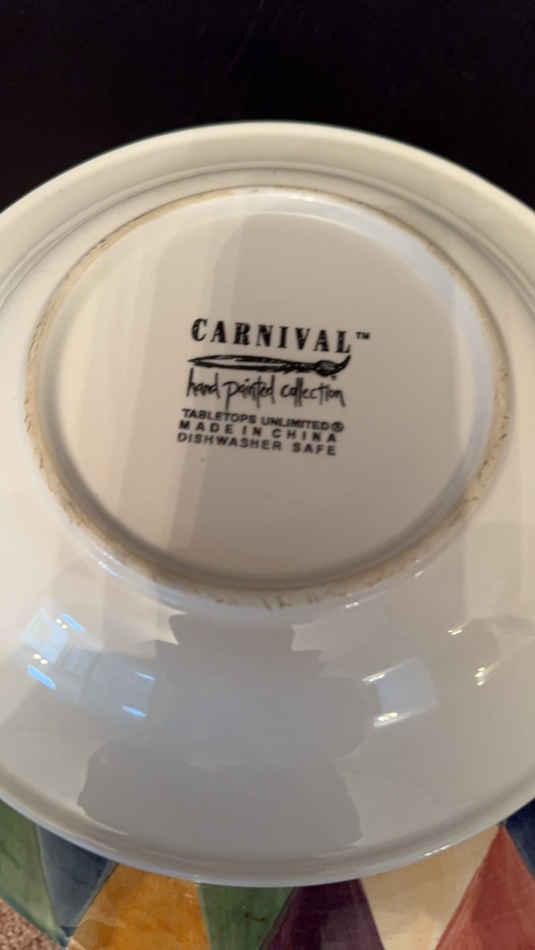 CARNIVAL™
hand painted collection
TABLETOPS UNLIMITED®
MADE IN CHINA
DISHWASHER SAFE